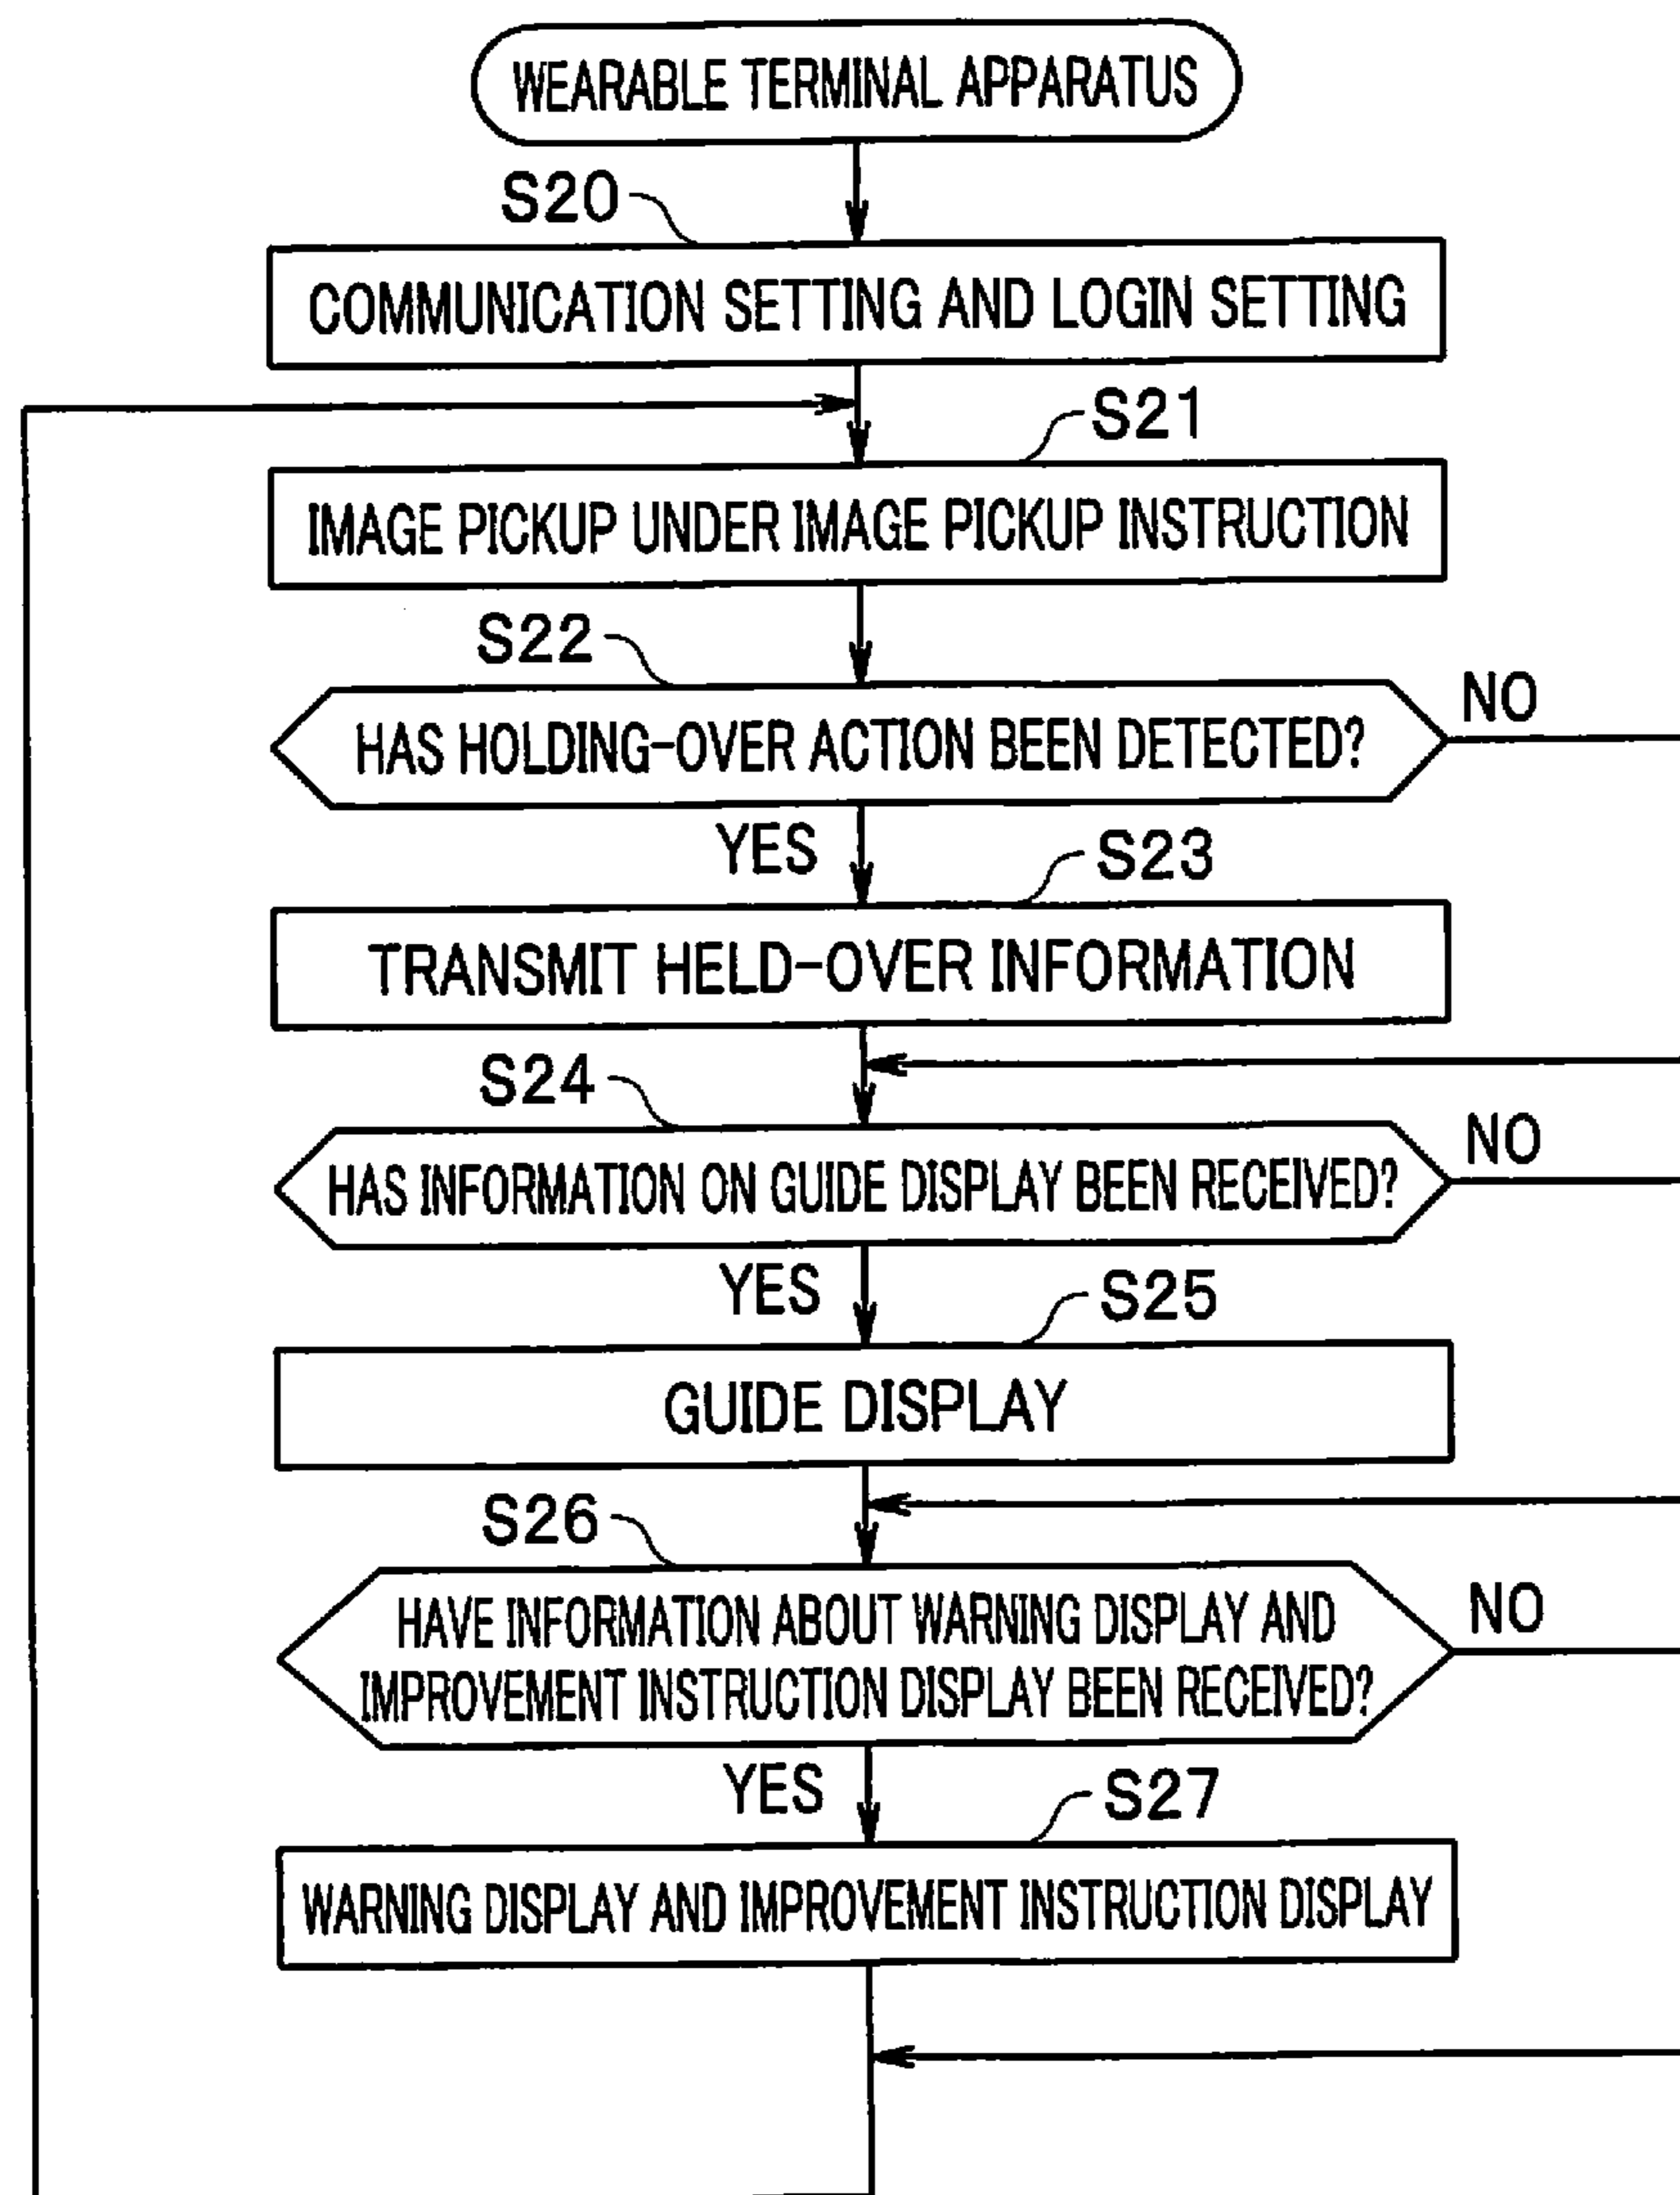 WEARABLE TERMINAL APPARATUS
S20
COMMUNICATION SETTING AND LOGIN SETTING
S21
IMAGE PICKUP UNDER IMAGE PICKUP INSTRUCTION
S22
NO
HAS HOLDING-OVER ACTION BEEN DETECTED?
YES
S23
TRANSMIT HELD-OVER INFORMATION
S24
NO
HAS INFORMATION ON GUIDE DISPLAY BEEN RECEIVED?
YES
S25
GUIDE DISPLAY
S26
NO
HAVE INFORMATION ABOUT WARNING DISPLAY AND
IMPROVEMENT INSTRUCTION DISPLAY BEEN RECEIVED?
YES
S27
WARNING DISPLAY AND IMPROVEMENT INSTRUCTION DISPLAY